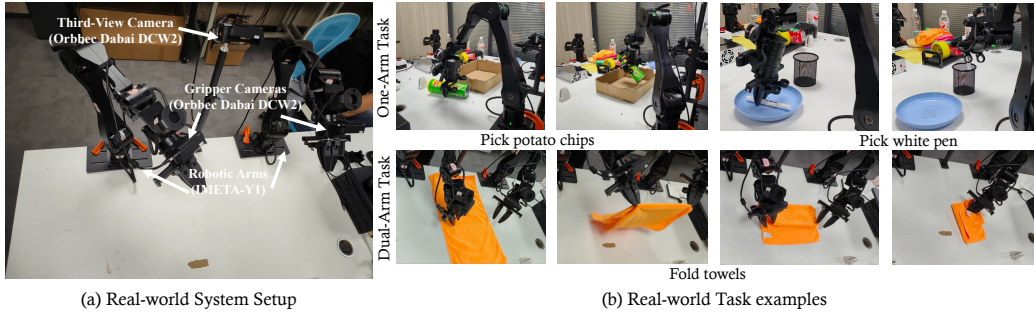 Third-View Camera
(Orbbec Dabai DCW2)
Gripper Cameras
(Orbbec Dabai DCW2)
Robotic Arms
(IMETA-Y1)
(a) Real-world System Setup
One-Arm Task
Pick potato chips
Pick white pen
Dual-Arm Task
Fold towels
(b) Real-world Task examples